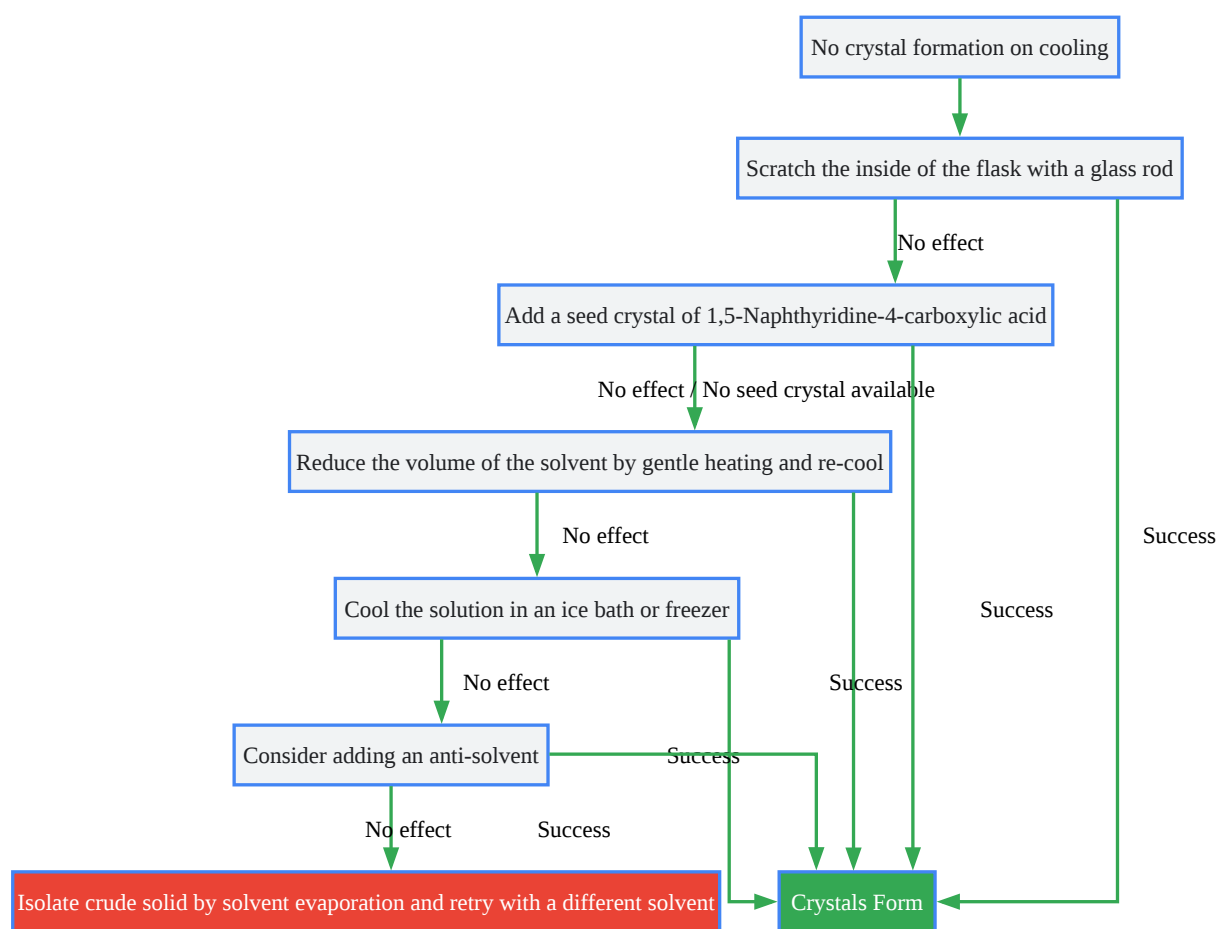 No crystal formation on cooling
Scratch the inside of the flask with a glass rod
No effect
Add a seed crystal of 1,5-Naphthyridine-4-carboxylic acid
No effect / No seed crystal available
Reduce the volume of the solvent by gentle heating and re-cool
No effect
Success
Cool the solution in an ice bath or freezer
Success
No effect
Success
Consider adding an anti-solvent
Success
No effect
Success
Isolate crude solid by solvent evaporation and retry with a different solvent
Crystals Form